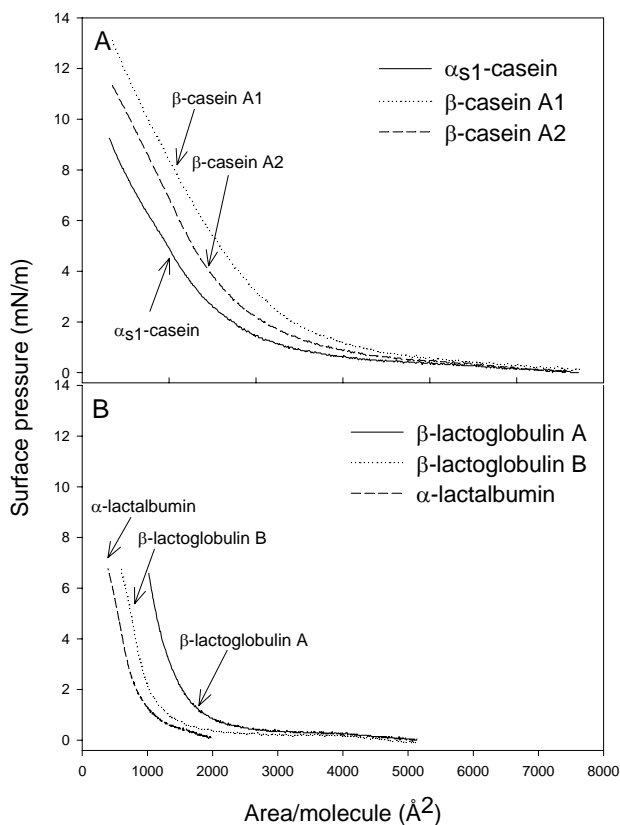 A
14
12
10
8
6
4
2
0
αs1-casein
β-casein A1
β-casein A2
β-casein A1
β-casein A2
αs1-casein
Surface pressure (mN/m)
B
14
12
10
8
6
4
2
0
β-lactoglobulin A
β-lactoglobulin B
α-lactalbumin
α-lactalbumin
β-lactoglobulin B
β-lactoglobulin A
0 1000 2000 3000 4000 5000 6000 7000 8000
Area/molecule (Å²)